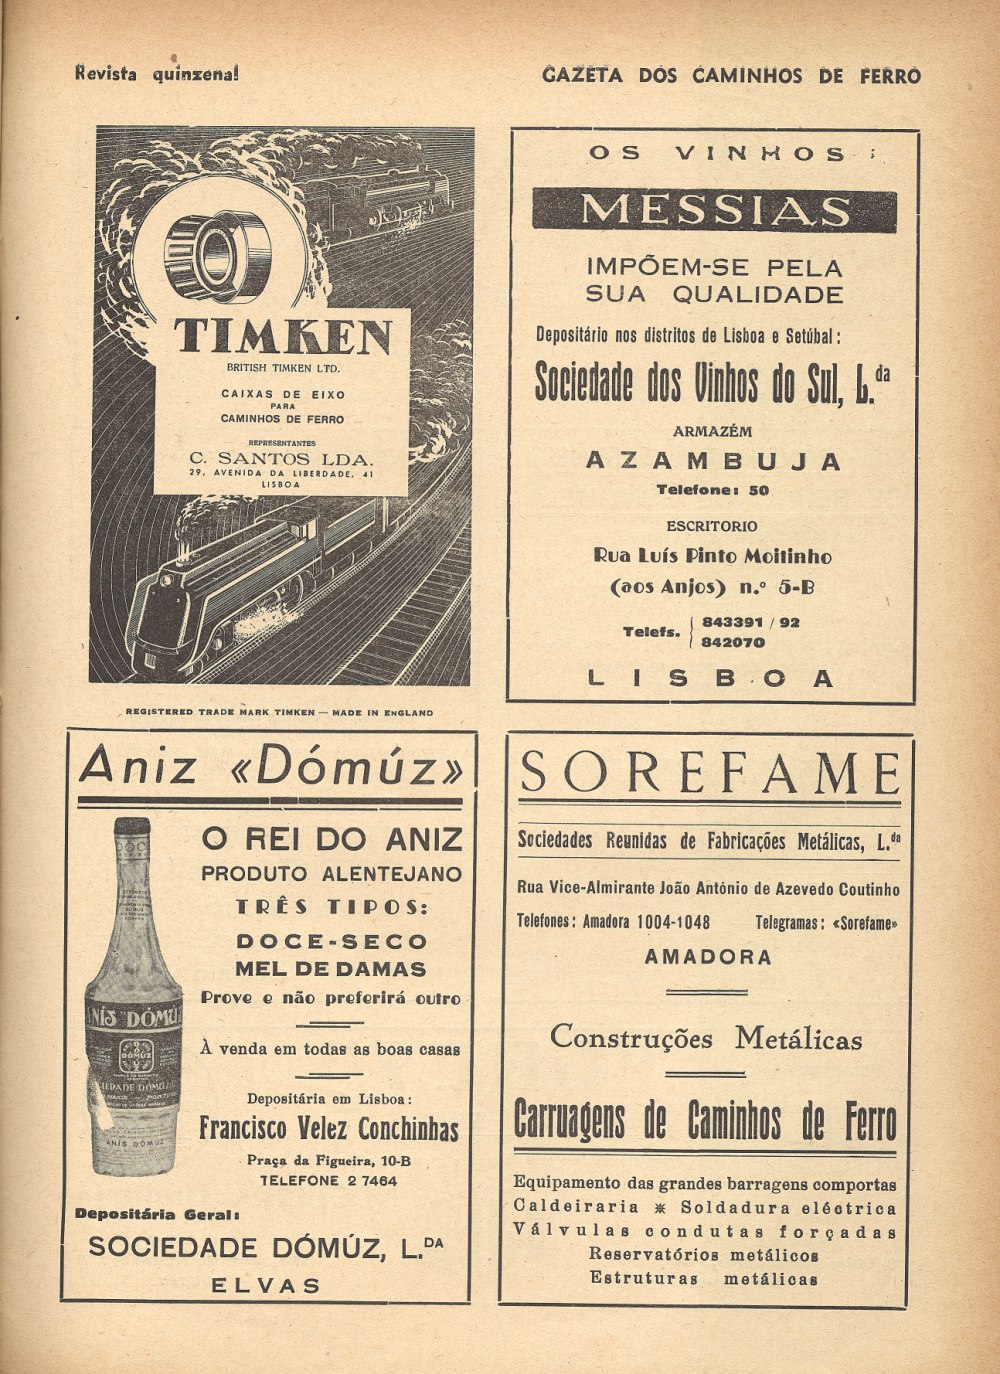 Revista quinzenal
GAZETA DOS CAMINHOS DE FERRO
TIMKEN
BRITISH TIMKEN LTD.
CAIXAS DE EIXO
PARA
CAMINHOS DE FERRO
REPRESENTANTES
C. SANTOS LDA.
29, AVENIDA DA LIBERDADE, 41
LISBOA
REGISTERED TRADE MARK TIMKEN — MADE IN ENGLAND
OS VINHOS:
MESSIAS
IMPÕEM-SE PELA
SUA QUALIDADE
Depositário nos distritos de Lisboa e Setúbal:
Sociedade dos Vinhos do Sul, L.da
ARMAZÉM
AZAMBUJA
Telefone: 50
ESCRITORIO
Rua Luís Pinto Moitinho
(aos Anjos) n.º 5-B
Telefs. 843391/92
842070
LISBOA
Aniz «Dómúz»
O REI DO ANIZ
PRODUTO ALENTEJANO
TRÊS TIPOS:
DOCE-SECO
MEL DE DAMAS
Prove e não preferirá outro
À venda em todas as boas casas
Depositária em Lisboa:
Francisco Velez Conchinhas
Praça da Figueira, 10-B
TELEFONE 2 7464
NÍS DÓMÚ
DOMUZ
IEDADE DOMUZ
ANIS DÓMUZ
Depositária Geral:
SOCIEDADE DÓMÚZ, L.DA
ELVAS
SOREFAME
Sociedades Reunidas de Fabricações Metálicas, L.da
Rua Vice-Almirante João António de Azevedo Coutinho
Telefones: Amadora 1004-1048 Telegramas: «Sorefame»
AMADORA
Construções Metálicas
Carruagens de Caminhos de Ferro
Equipamento das grandes barragens comportas
Caldeiraria ⁎ Soldadura eléctrica
Válvulas condutas forçadas
Reservatórios metálicos
Estruturas metálicas